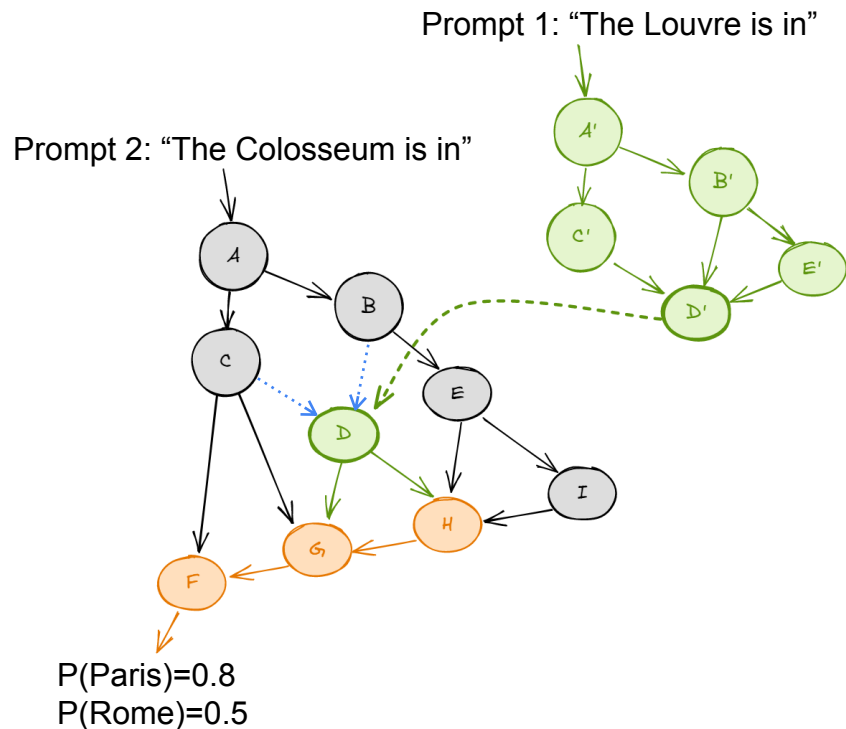 Prompt 1: “The Louvre is in”
A'
Prompt 2: “The Colosseum is in”
B'
C'
A
E'
B
D'
C
E
D
I
H
G
F
P(Paris)=0.8
P(Rome)=0.5